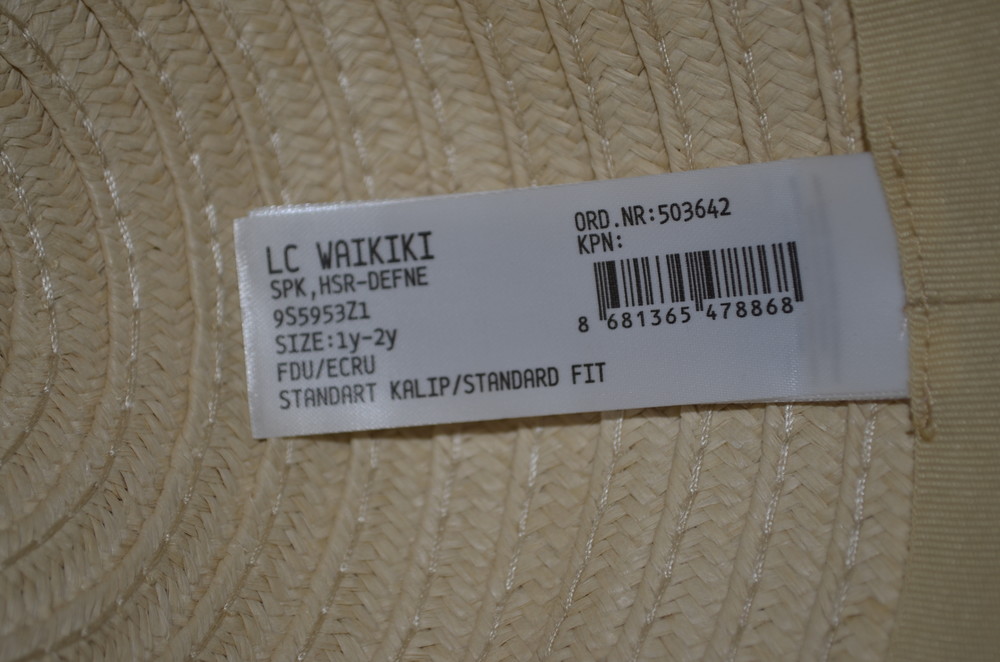 LC WAIKIKI
SPK,HSR-DEFNE
9S5953Z1
SIZE:1y-2y
FDU/ECRU
STANDART KALIP/STANDARD FIT
ORD.NR:503642
KPN:
8 681365 478868